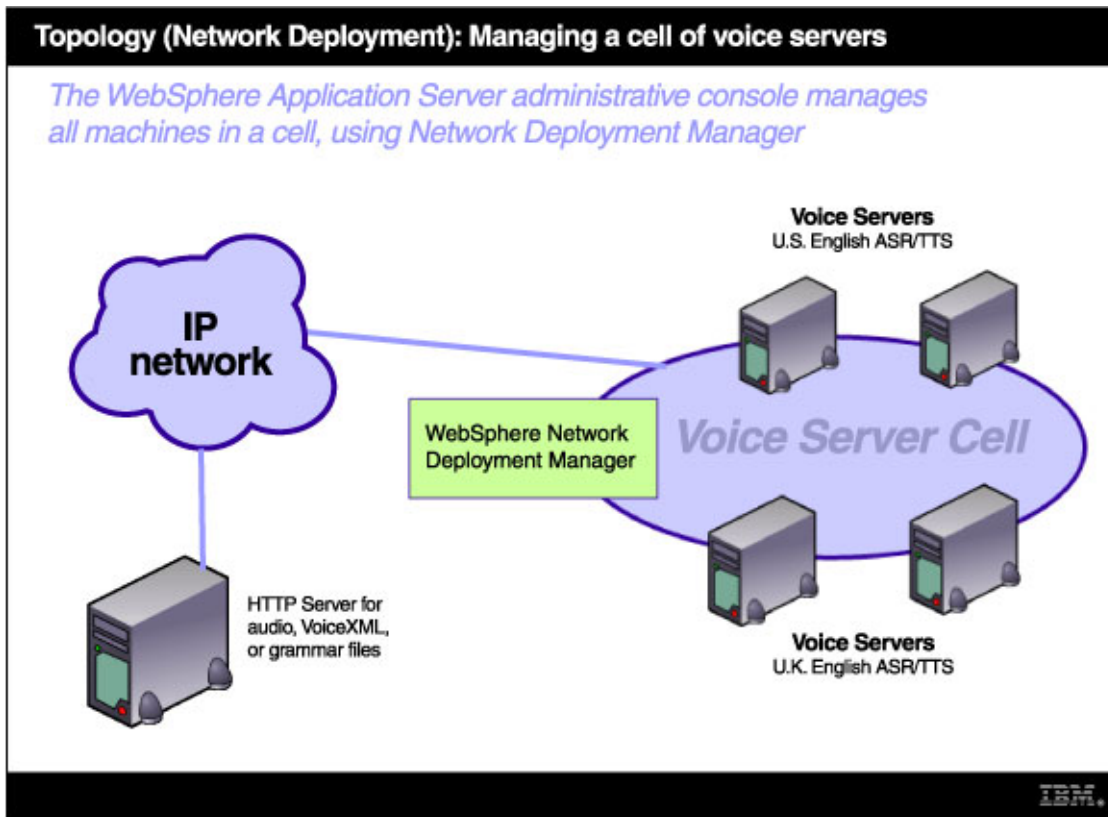 Topology (Network Deployment): Managing a cell of voice servers
The WebSphere Application Server administrative console manages
all machines in a cell, using Network Deployment Manager
Voice Servers
U.S. English ASR/TTS
IP
network
WebSphere Network
Deployment Manager
Voice Server Cell
HTTP Server for
audio, VoiceXML,
or grammar files
Voice Servers
U.K. English ASR/TTS
IBM.